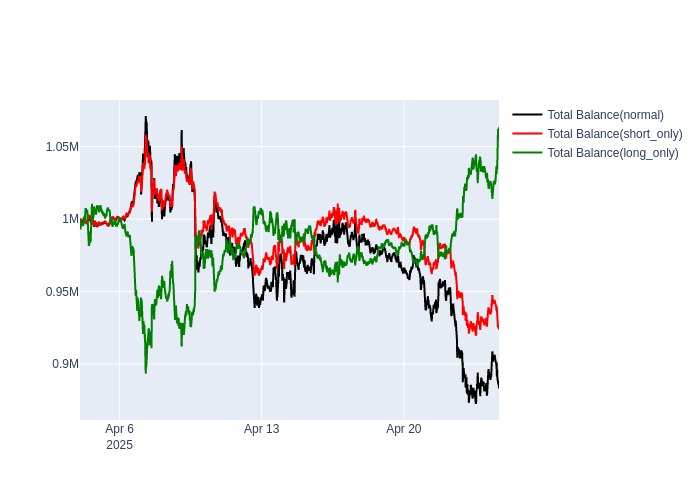 Total Balance(normal)
Total Balance(short_only)
Total Balance(long_only)
1.05M
1M
0.95M
0.9M
Apr 6
2025
Apr 13
Apr 20